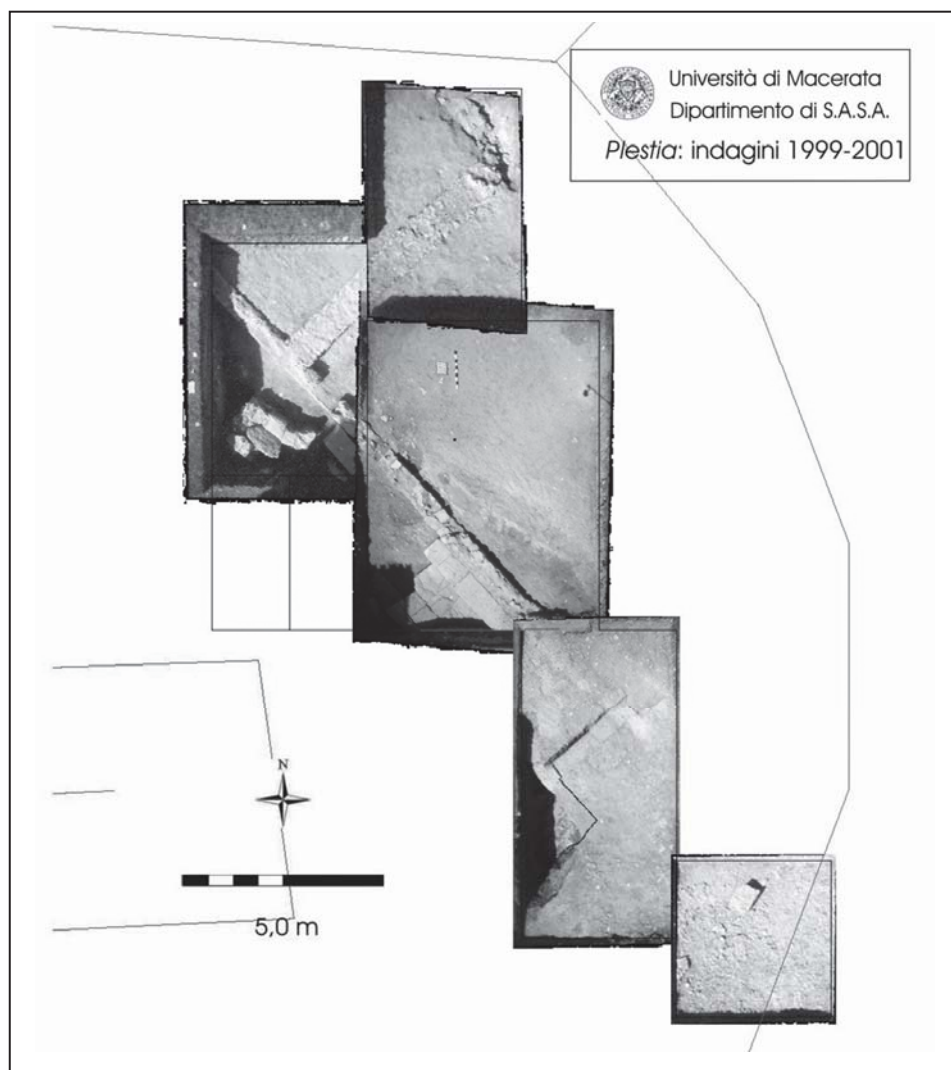 Università di Macerata
Dipartimento di S.A.S.A.
Plestia: indagini 1999-2001
N
5,0 m